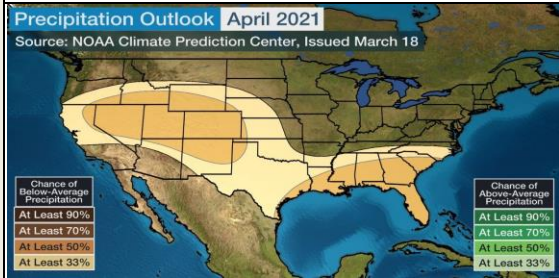 Precipitation Outlook April 2021
Source: NOAA Climate Prediction Center, Issued March 18
Chance of
Below-Average
Precipitation
At Least 90%
At Least 70%
At Least 50%
At Least 33%
Chance of
Above-Average
Precipitation
At Least 90%
At Least 70%
At Least 50%
At Least 33%